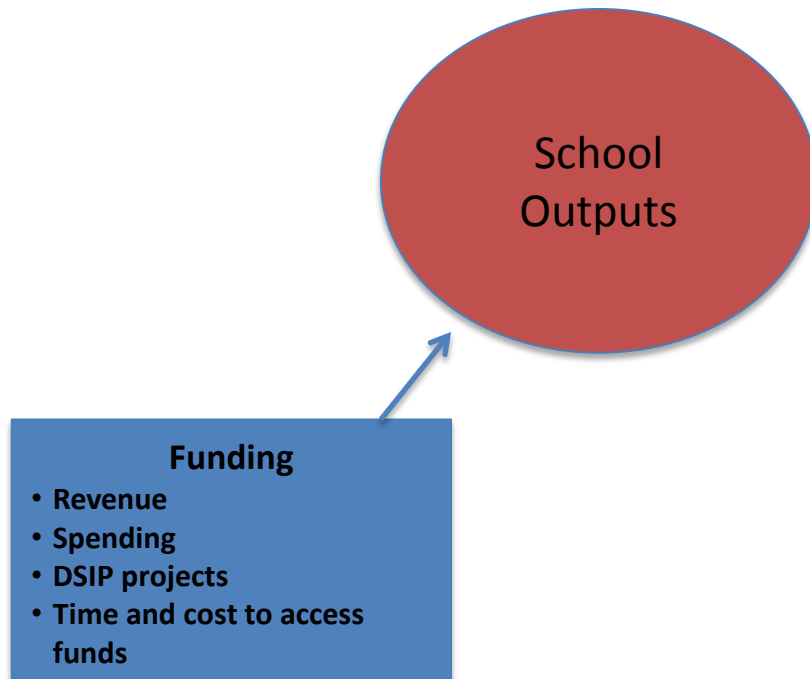 School
Outputs
Funding
• Revenue
• Spending
• DSIP projects
• Time and cost to access
funds